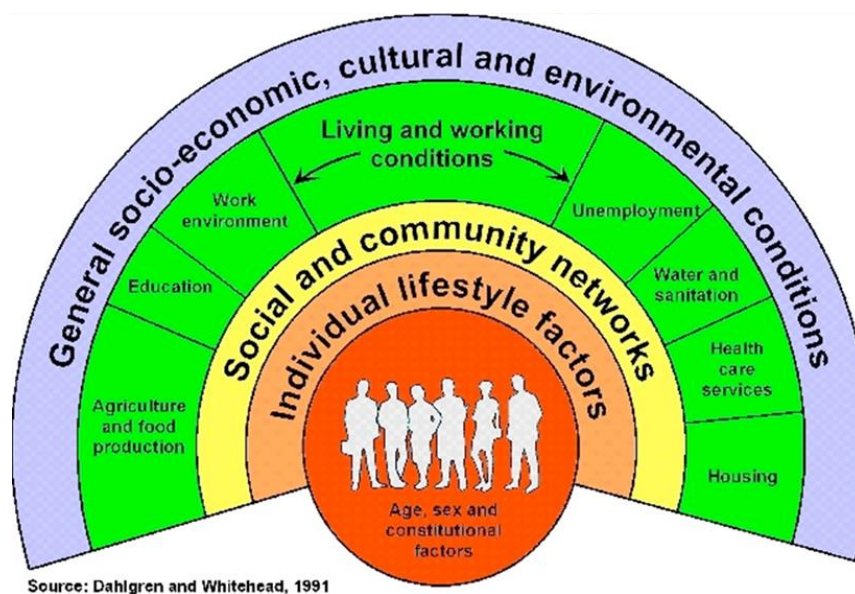 General socio-economic, cultural and environmental conditions
Living and working
conditions
Work
environment
Education
Agriculture
and food
production
Unemployment
Water and
sanitation
Health
care
services
Housing
Social and community networks
Individual lifestyle factors
Age, sex and
constitutional
factors
Source: Dahlgren and Whitehead, 1991